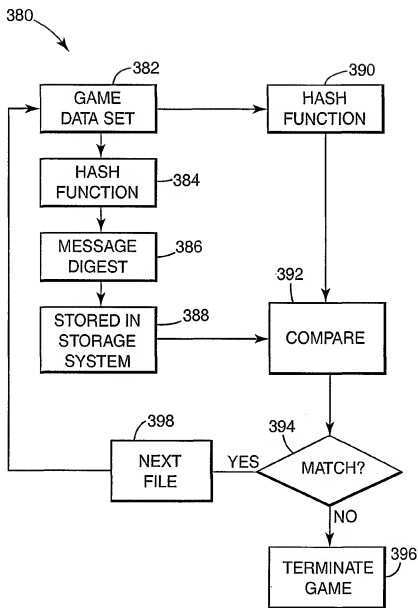 380
382
GAME
DATA SET
390
HASH
FUNCTION
HASH
FUNCTION
384
MESSAGE
DIGEST
386
STORED IN
STORAGE
SYSTEM
388
392
COMPARE
394
MATCH?
YES
398
NEXT
FILE
NO
TERMINATE
GAME
396